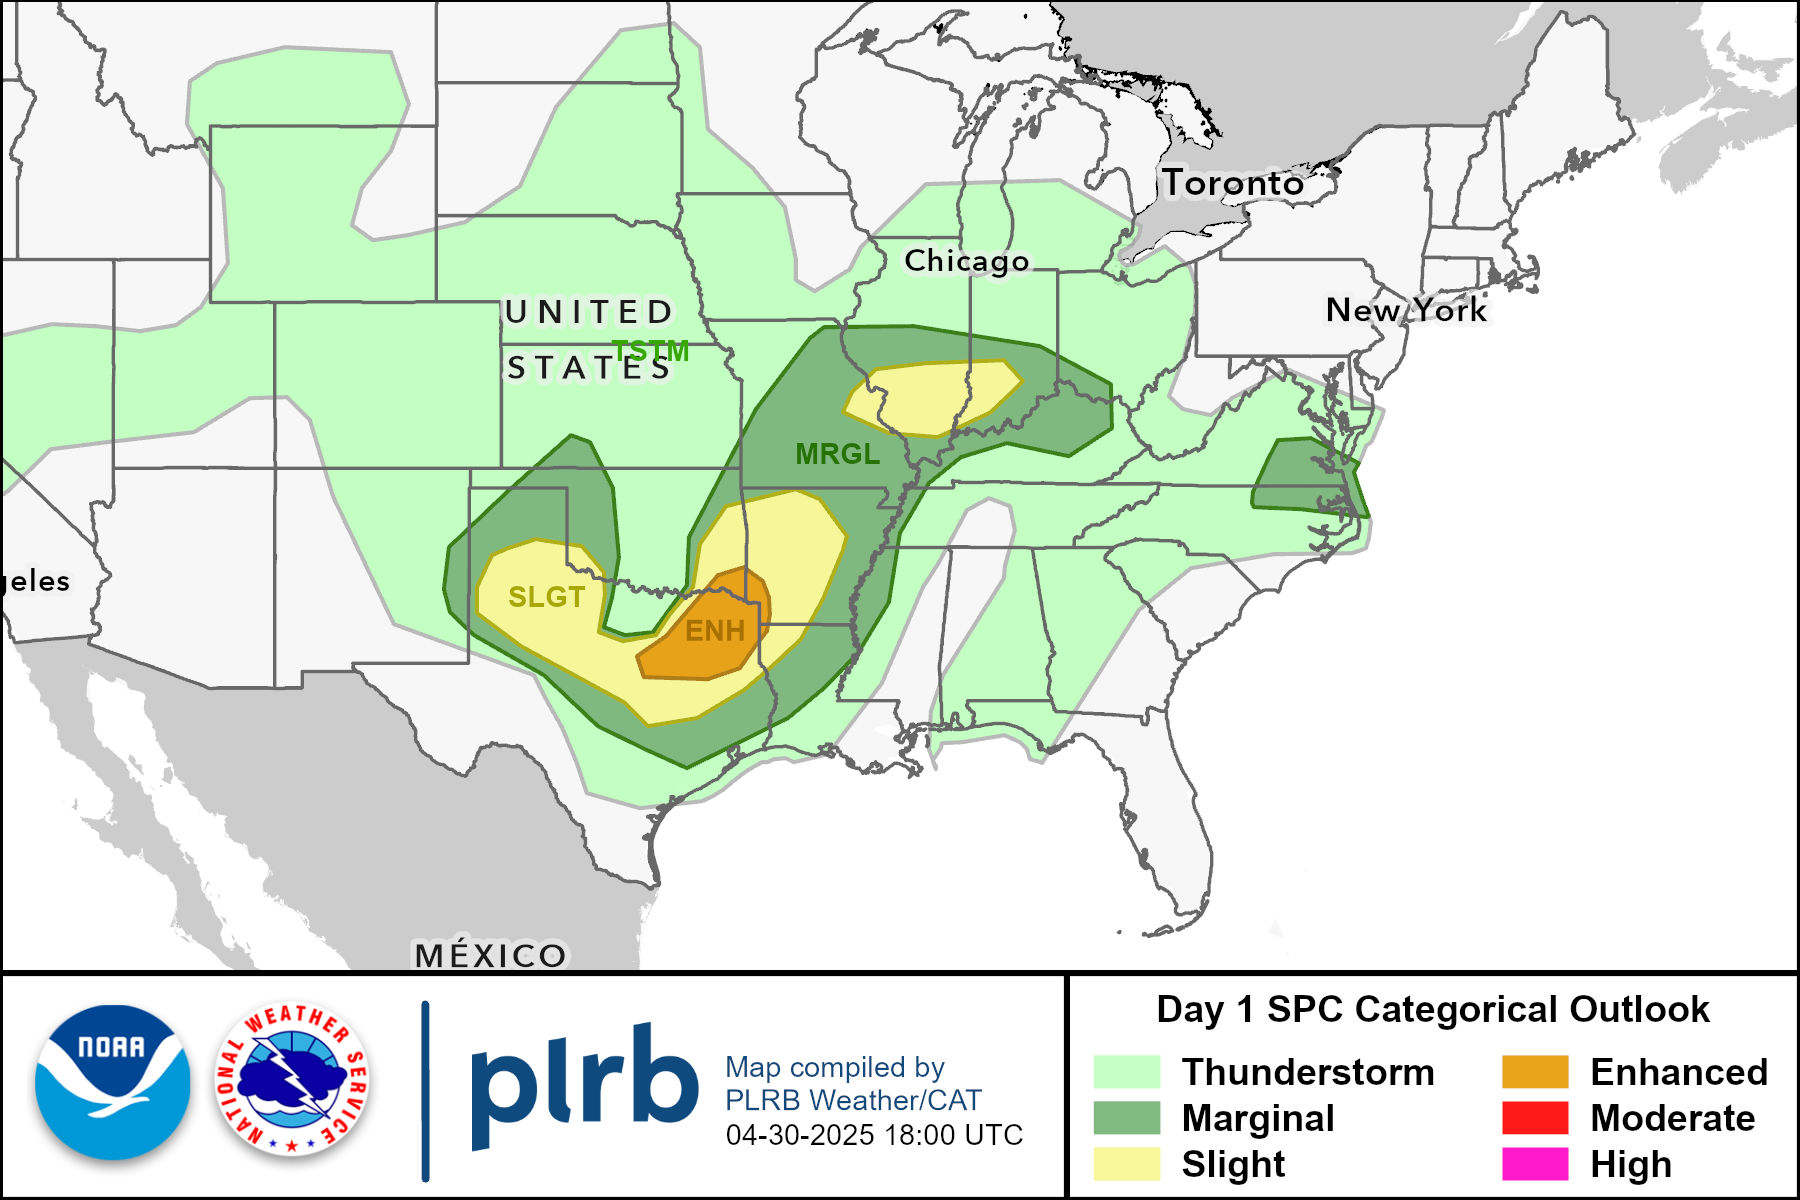 Toronto
Chicago
New York
UNITED
TSTM
STATES
MRGL
geles
SLGT
ENH
MÉXICO
NOAA
NATIONAL WEATHER SERVICE
plrb
Map compiled by
PLRB Weather/CAT
04-30-2025 18:00 UTC
Day 1 SPC Categorical Outlook
Thunderstorm
Marginal
Slight
Enhanced
Moderate
High